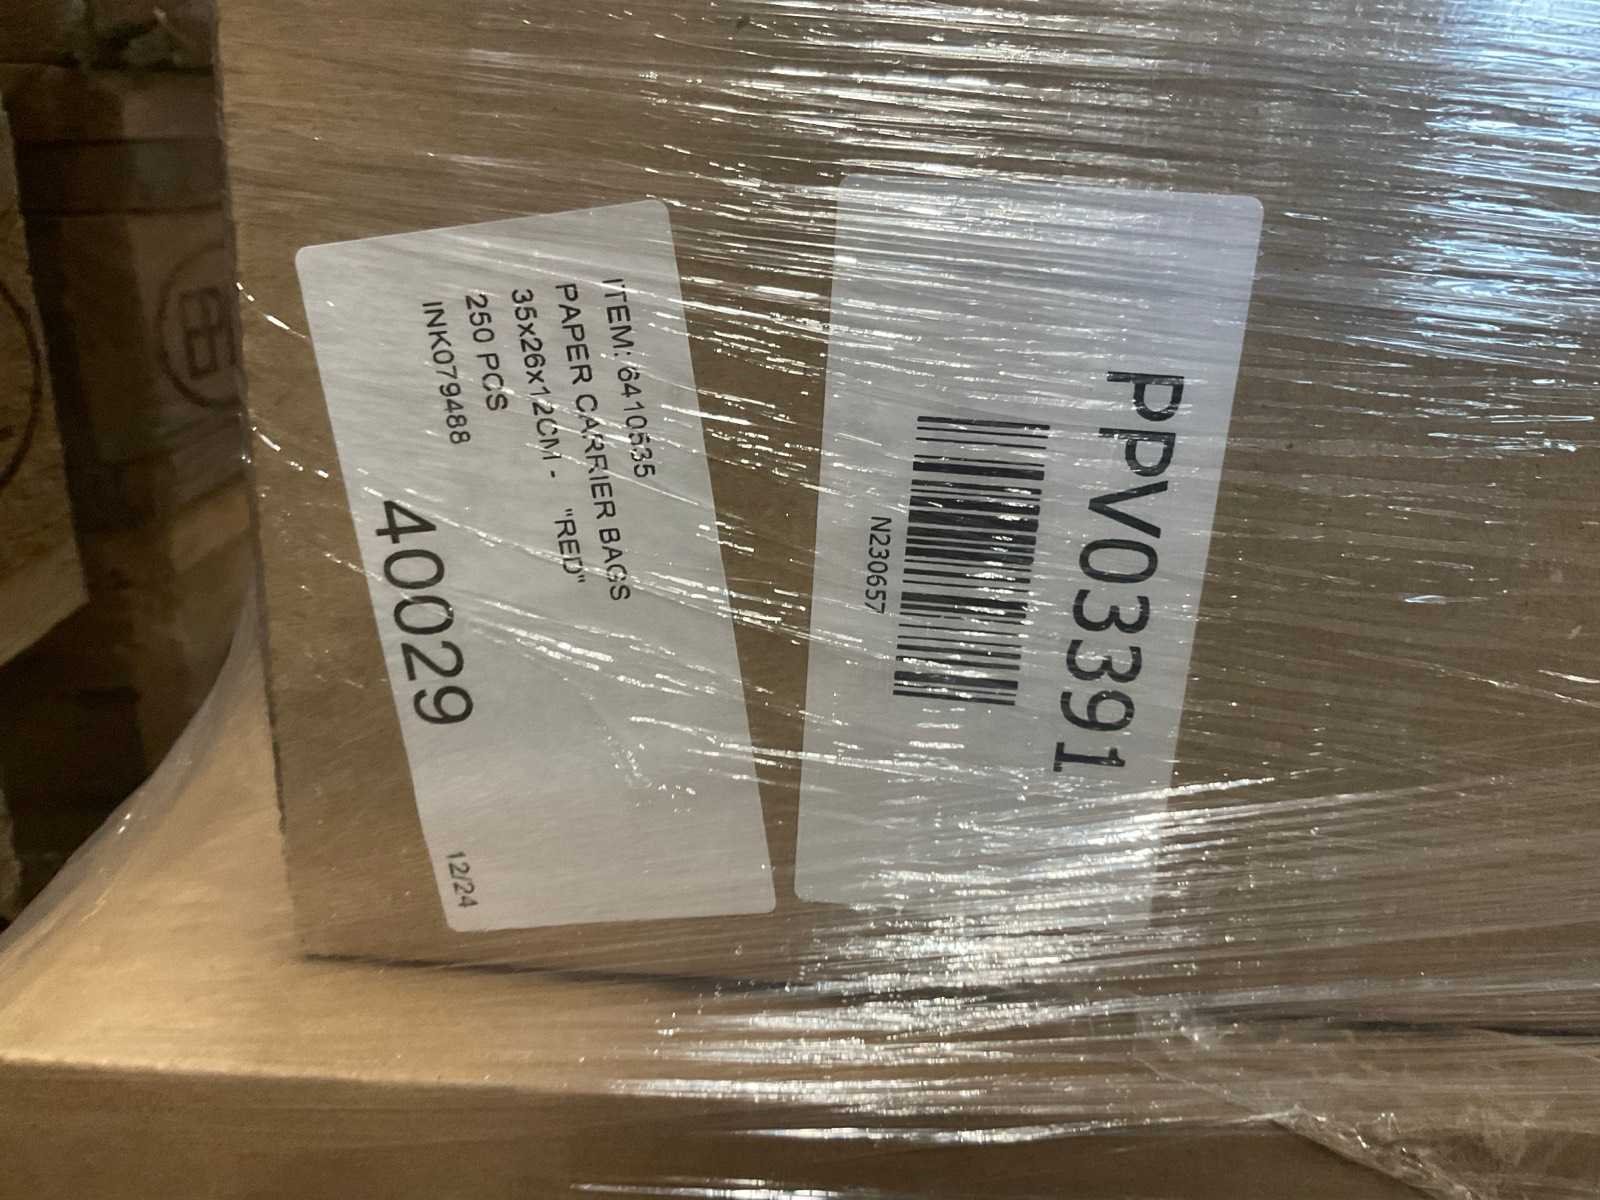 PPV03391
N230657
ITEM: 6410535
PAPER CARRIER BAGS
35x26x12CM - "RED"
250 PCS
INK079488
40029
12/24